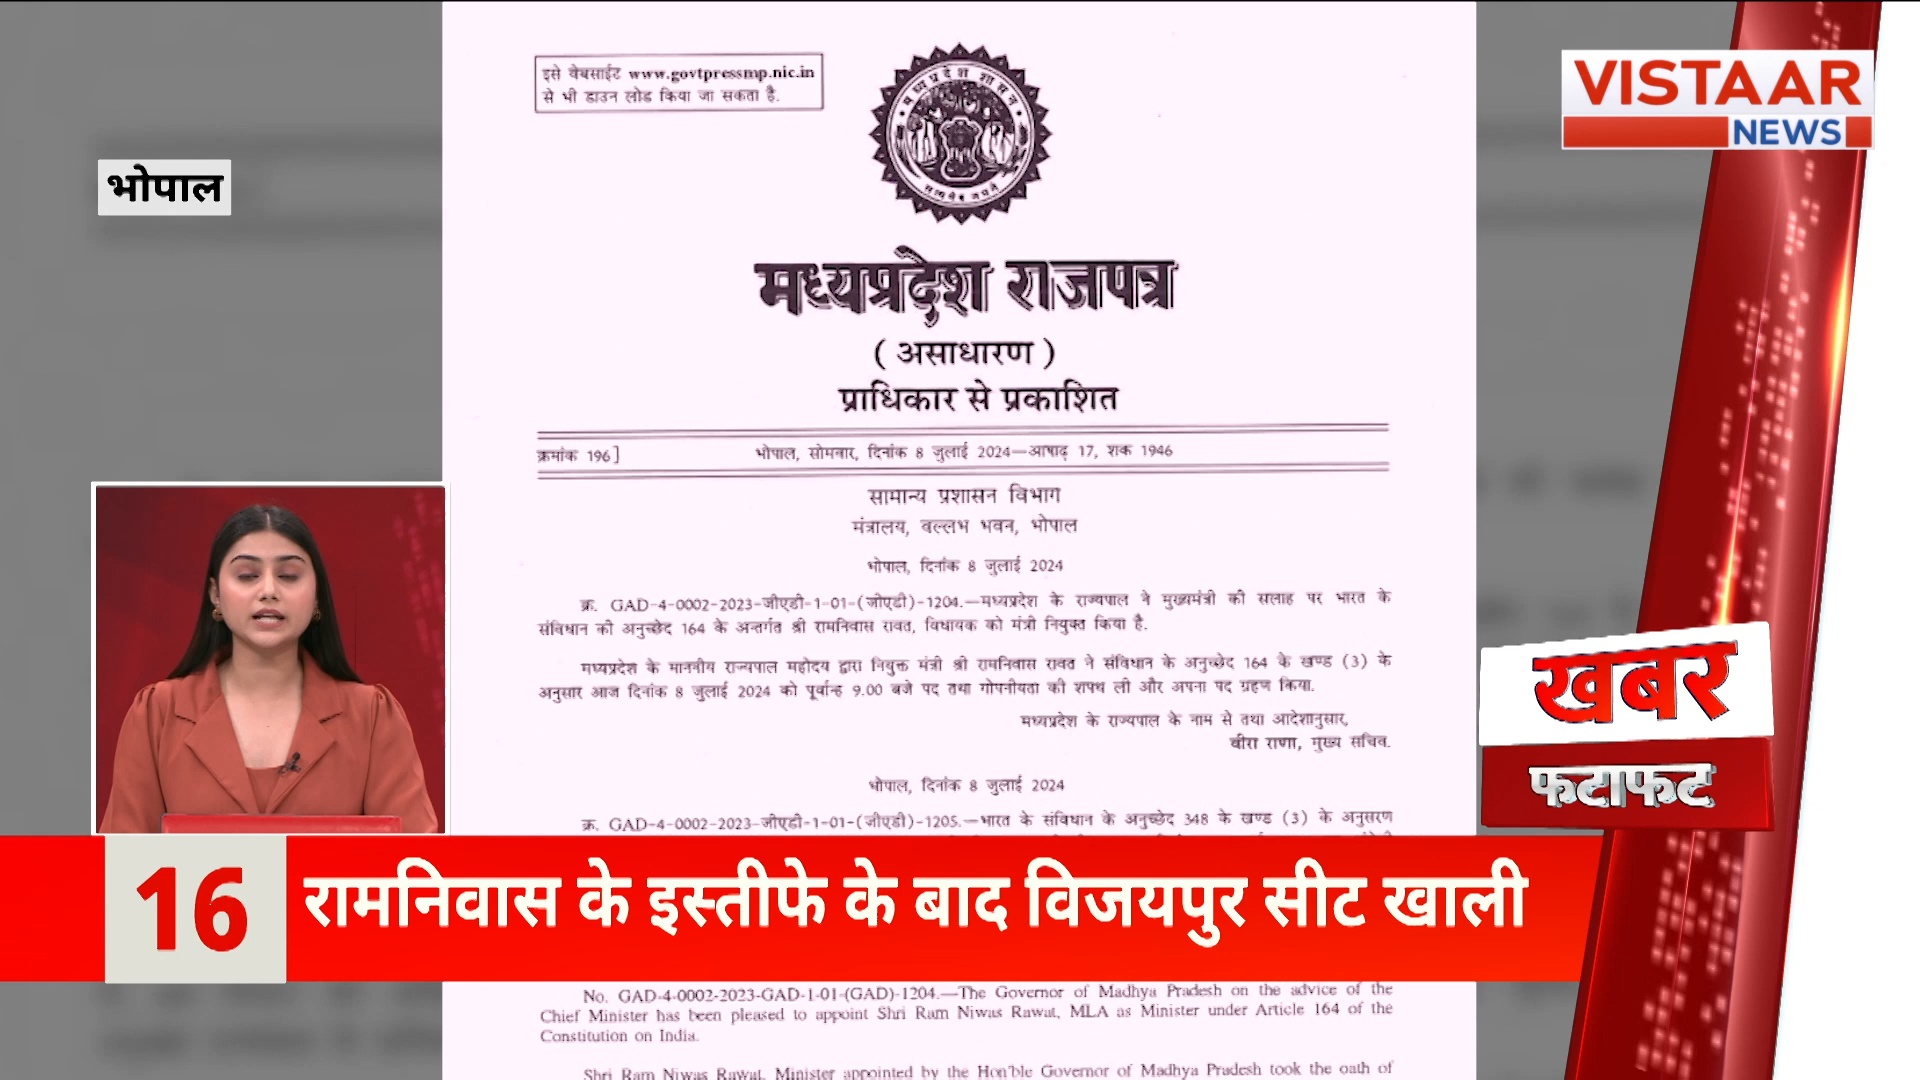 इसे वेबसाईट www.govtpressmp.nic.in
से भी डाउन लोड किया जा सकता है.
VISTAAR
NEWS
भोपाल
मध्यप्रदेश राजपत्र
( असाधारण )
प्राधिकार से प्रकाशित
क्रमांक 196]
भोपाल, सोमवार, दिनांक 8 जुलाई 2024—आषाढ़ 17, शक 1946
सामान्य प्रशासन विभाग
मंत्रालय, वल्लभ भवन, भोपाल
भोपाल, दिनांक 8 जुलाई 2024
क्र. GAD-4-0002-2023-जीएडी-1-01-(जीएडी)-1204.—मध्यप्रदेश के राज्यपाल ने मुख्यमंत्री की सलाह पर भारत के
संविधान की अनुच्छेद 164 के अन्तर्गत श्री रामनिवास रावत, विधायक को मंत्री नियुक्त किया है.
मध्यप्रदेश के माननीय राज्यपाल महोदय द्वारा नियुक्त मंत्री श्री रामनिवास रावत ने संविधान के अनुच्छेद 164 के खण्ड (3) के
अनुसार आज दिनांक 8 जुलाई 2024 को पूर्वान्ह 9.00 बजे पद तथा गोपनीयता की शपथ ली और अपना पद ग्रहण किया.
मध्यप्रदेश के राज्यपाल के नाम से तथा आदेशानुसार,
वीरा राणा, मुख्य सचिव.
भोपाल, दिनांक 8 जुलाई 2024
क्र. GAD-4-0002-2023-जीएडी-1-01-(जीएडी)-1205.—भारत के संविधान के अनुच्छेद 348 के खण्ड (3) के अनुसरण
खबर
फटाफट
16
रामनिवास के इस्तीफे के बाद विजयपुर सीट खाली
No. GAD-4-0002-2023-GAD-1-01-(GAD)-1204.—The Governor of Madhya Pradesh on the advice of the
Chief Minister has been pleased to appoint Shri Ram Niwas Rawat, MLA as Minister under Article 164 of the
Constitution on India.
Shri Ram Niwas Rawat, Minister appointed by the Hon'ble Governor of Madhya Pradesh took the oath of